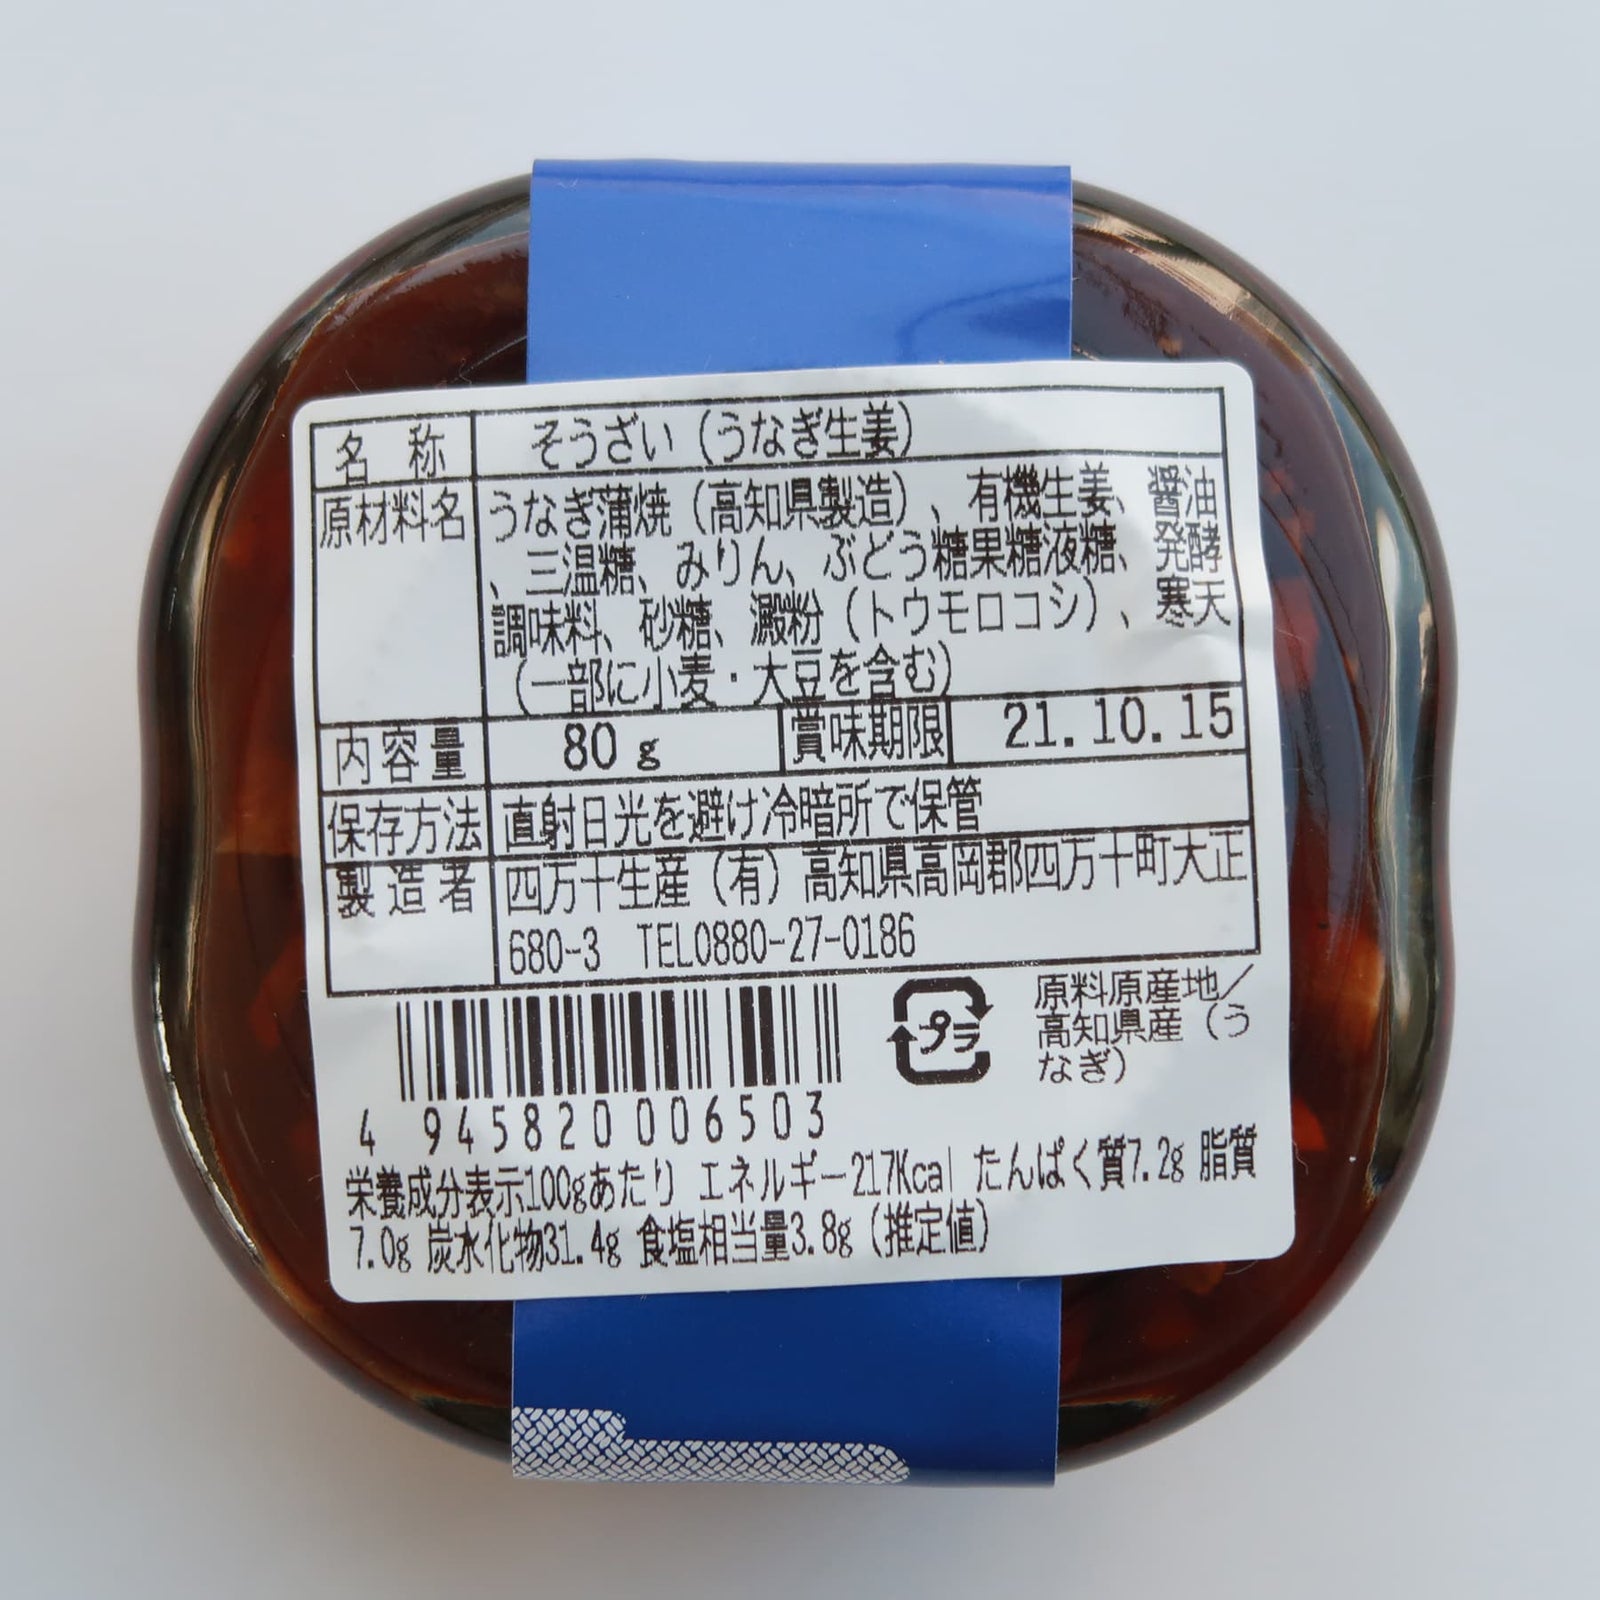 名 称 そうざい（うなぎ生姜）
原材料名 うなぎ蒲焼（高知県製造）、有機生姜、醤油
、三温糖、みりん、ぶどう糖果糖液糖、発酵
調味料、砂糖、澱粉（トウモロコシ）、寒天
（一部に小麦・大豆を含む）
内容量 80g 賞味期限 21.10.15
保存方法 直射日光を避け冷暗所で保管
製造者 四万十生産（有）高知県高岡郡四万十町大正
680-3 TEL0880-27-0186
プラ
原料原産地／
高知県産（う
なぎ）
4 945820 006503
栄養成分表示100gあたり エネルギー217Kcal たんぱく質7.2g 脂質
7.0g 炭水化物31.4g 食塩相当量3.8g（推定値）